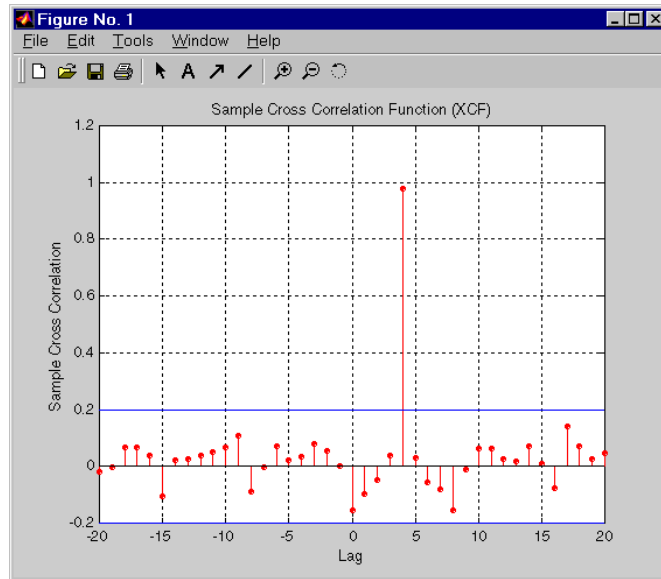 Figure No. 1
File Edit Tools Window Help
A
Sample Cross Correlation Function (XCF)
1.2
1
0.8
0.6
0.4
0.2
0
-0.2
Sample Cross Correlation
-20 -15 -10 -5 0 5 10 15 20
Lag